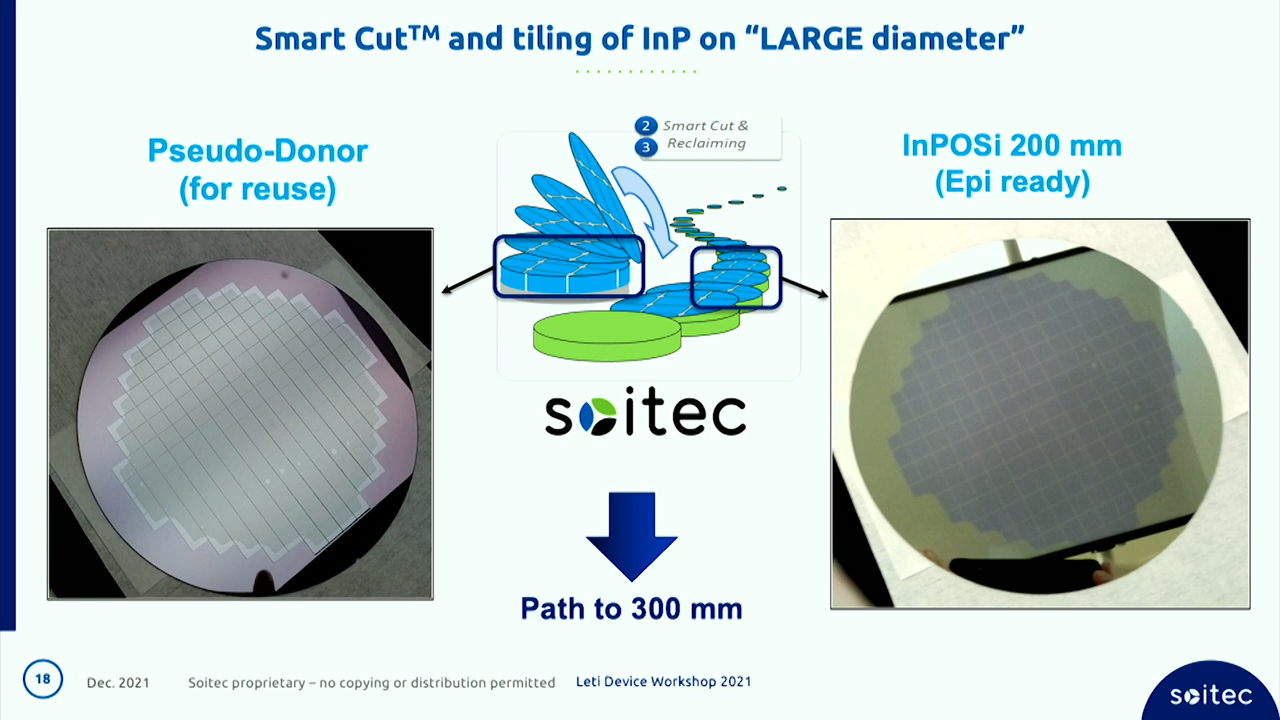 Smart Cut™ and tiling of InP on “LARGE diameter”
Pseudo-Donor
(for reuse)
2 Smart Cut &
3 Reclaiming
InPOSi 200 mm
(Epi ready)
soitec
Path to 300 mm
18 Dec. 2021 Soitec proprietary – no copying or distribution permitted Leti Device Workshop 2021
soitec